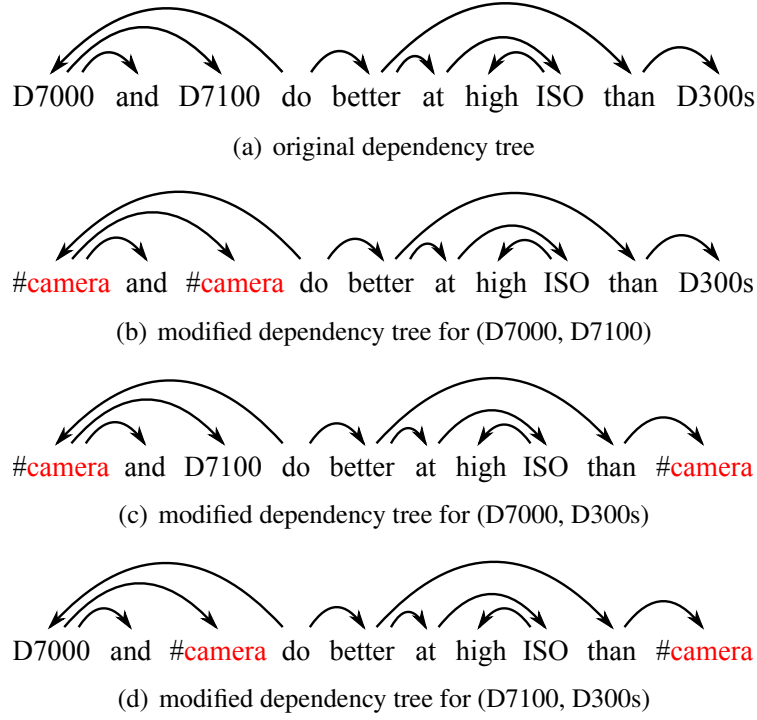 D7000 and D7100 do better at high ISO than D300s
(a) original dependency tree
#camera and #camera do better at high ISO than D300s
(b) modified dependency tree for (D7000, D7100)
#camera and D7100 do better at high ISO than #camera
(c) modified dependency tree for (D7000, D300s)
D7000 and #camera do better at high ISO than #camera
(d) modified dependency tree for (D7100, D300s)